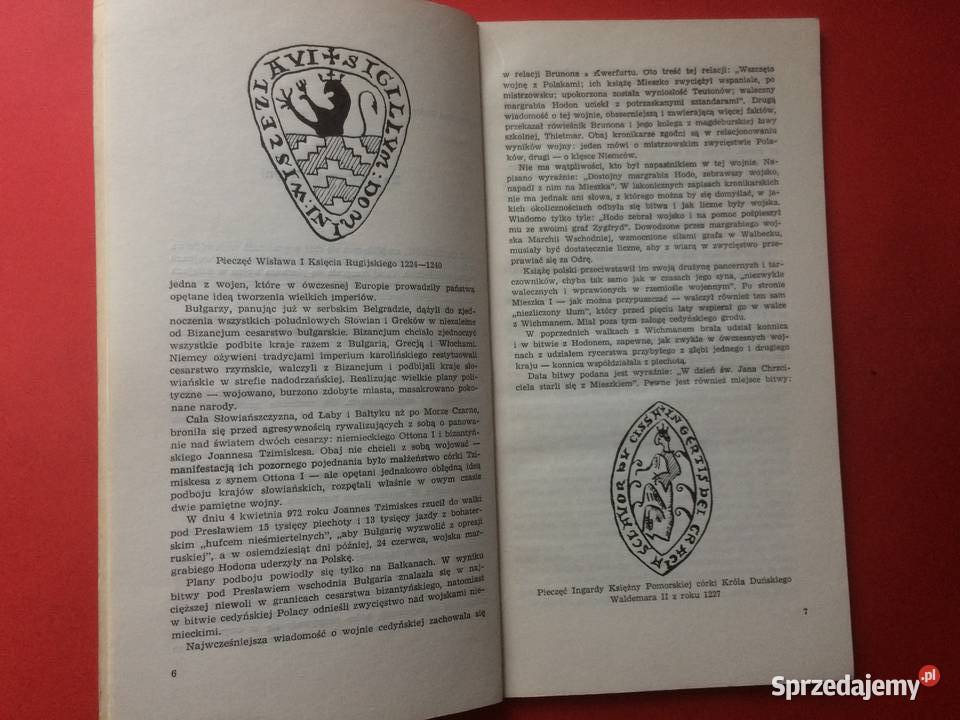 WISSEZLAVI ✝ SIGILLVM : DOMINI :
Pieczęć Wisława I Księcia Rugijskiego 1224—1240
jedna z wojen, które w ówczesnej Europie prowadziły państwa
opętane ideą tworzenia wielkich imperiów.
Bułgarzy, panując już w serbskim Belgradzie, dążyli do zjed-
noczenia wszystkich południowych Słowian i Greków w niezależne
od Bizancjum cesarstwo bułgarskie. Bizancjum chciało zjednoczyć
wszystkie podbite kraje razem z Bułgarią, Grecją i Włochami.
Niemcy ożywieni tradycjami imperium karolińskiego restytuowali
cesarstwo rzymskie, walczyli z Bizancjum i podbijali kraje sło-
wiańskie w strefie nadodrzańskiej. Realizując wielkie plany poli-
tyczne — wojowano, burzono zdobyte miasta, masakrowano poko-
nane narody.
Cała Słowiańszczyzna, od Łaby i Bałtyku aż po Morze Czarne,
broniła się przed agresywnością rywalizujących z sobą o panowa-
nie nad światem dwóch cesarzy: niemieckiego Ottona I i bizantyń-
skiego Joannesa Tzimiskesa. Obaj nie chcieli z sobą wojować —
manifestacją ich pozornego pojednania było małżeństwo córki Tzi-
miskesa z synem Ottona I — ale opętani jednakowo obłędną ideą
podboju krajów słowiańskich, rozpętali właśnie w owym czasie
dwie pamiętne wojny.
W dniu 4 kwietnia 972 roku Joannes Tzimiskes rzucił do walki
pod Presławiem 15 tysięcy piechoty i 13 tysięcy jazdy z bohater-
skim „hufcem nieśmiertelnych”, „aby Bułgarię wyzwolić z opresji
ruskiej”, a w osiemdziesiąt dni później, 24 czerwca, wojska mar-
grabiego Hodona uderzyły na Polskę.
Plany podboju powiodły się tylko na Bałkanach. W wyniku
bitwy pod Presławiem wschodnia Bułgaria znalazła się w naj-
cięższej niewoli w granicach cesarstwa bizantyńskiego, natomiast
w bitwie cedyńskiej Polacy odnieśli zwycięstwo nad wojskami nie-
mieckimi.
Najwcześniejsza wiadomość o wojnie cedyńskiej zachowała się
6
w relacji Brunona z Kwerfurtu. Oto treść tej relacji: „Wszczęto
wojnę z Polakami; ich książę Mieszko zwyciężył wspaniale, po
mistrzowsku; upokorzona została wyniosłość Teutonów; waleczny
margrabia Hodon uciekł z potrzaskanymi sztandarami”. Drugą
wiadomość o tej wojnie, obszerniejszą i zawierającą więcej faktów,
przekazał rówieśnik Brunona i jego kolega z magdeburskiej ławy
szkolnej, Thietmar. Obaj kronikarze zgodni są w relacjonowaniu
wyników wojny: jeden mówi o mistrzowskim zwycięstwie Pola-
ków, drugi — o klęsce Niemców.
Nie ma wątpliwości, kto był napastnikiem w tej wojnie. Na-
pisano wyraźnie: „Dostojny margrabia Hodo, zebrawszy wojsko,
napadł z nim na Mieszka”. W lakonicznych zapisach kronikarskich
nie ma jednak ani słowa, z którego można by się domyślać, w ja-
kich okolicznościach odbyła się bitwa i jak liczne były wojska.
Wiadomo tylko tyle: „Hodo zebrał wojsko i na pomoc pośpieszył
mu ze swoimi graf Zygfryd”. Dowodzone przez margrabiego woj-
ska Marchii Wschodniej, wzmocnione siłami grafa w Walbecku,
musiały być dostatecznie liczne, aby z wiarą w zwycięstwo prze-
prawiać się za Odrę.
Książę polski przeciwstawił im swoją drużynę pancernych i tar-
czowników, chyba tak samo jak w czasach jego syna, „niezwykle
walecznych i wprawionych w rzemiośle wojennym”. Po stronie
Mieszka I — jak można przypuszczać — walczył również ten sam
„niezliczony tłum”, który przed pięciu laty wspierał go w walce
z Wichmanem. Miał poza tym załogę cedyńskiego grodu.
W poprzednich walkach z Wichmanem brała udział konnica
i w bitwie z Hodonem, zapewne, jak zwykle w ówczesnych woj-
nach z udziałem rycerstwa przybyłego z głębi jednego i drugiego
kraju — konnica współdziałała z piechotą.
Data bitwy podana jest wyraźnie: „W dzień św. Jana Chrzci-
ciela starli się z Mieszkiem”. Pewne jest również miejsce bitwy:
INGERTIS DEI GRACIA
Pieczęć Ingardy Księżny Pomorskiej córki Króla Duńskiego
Waldemara II z roku 1227
7
Sprzedajemy.pl